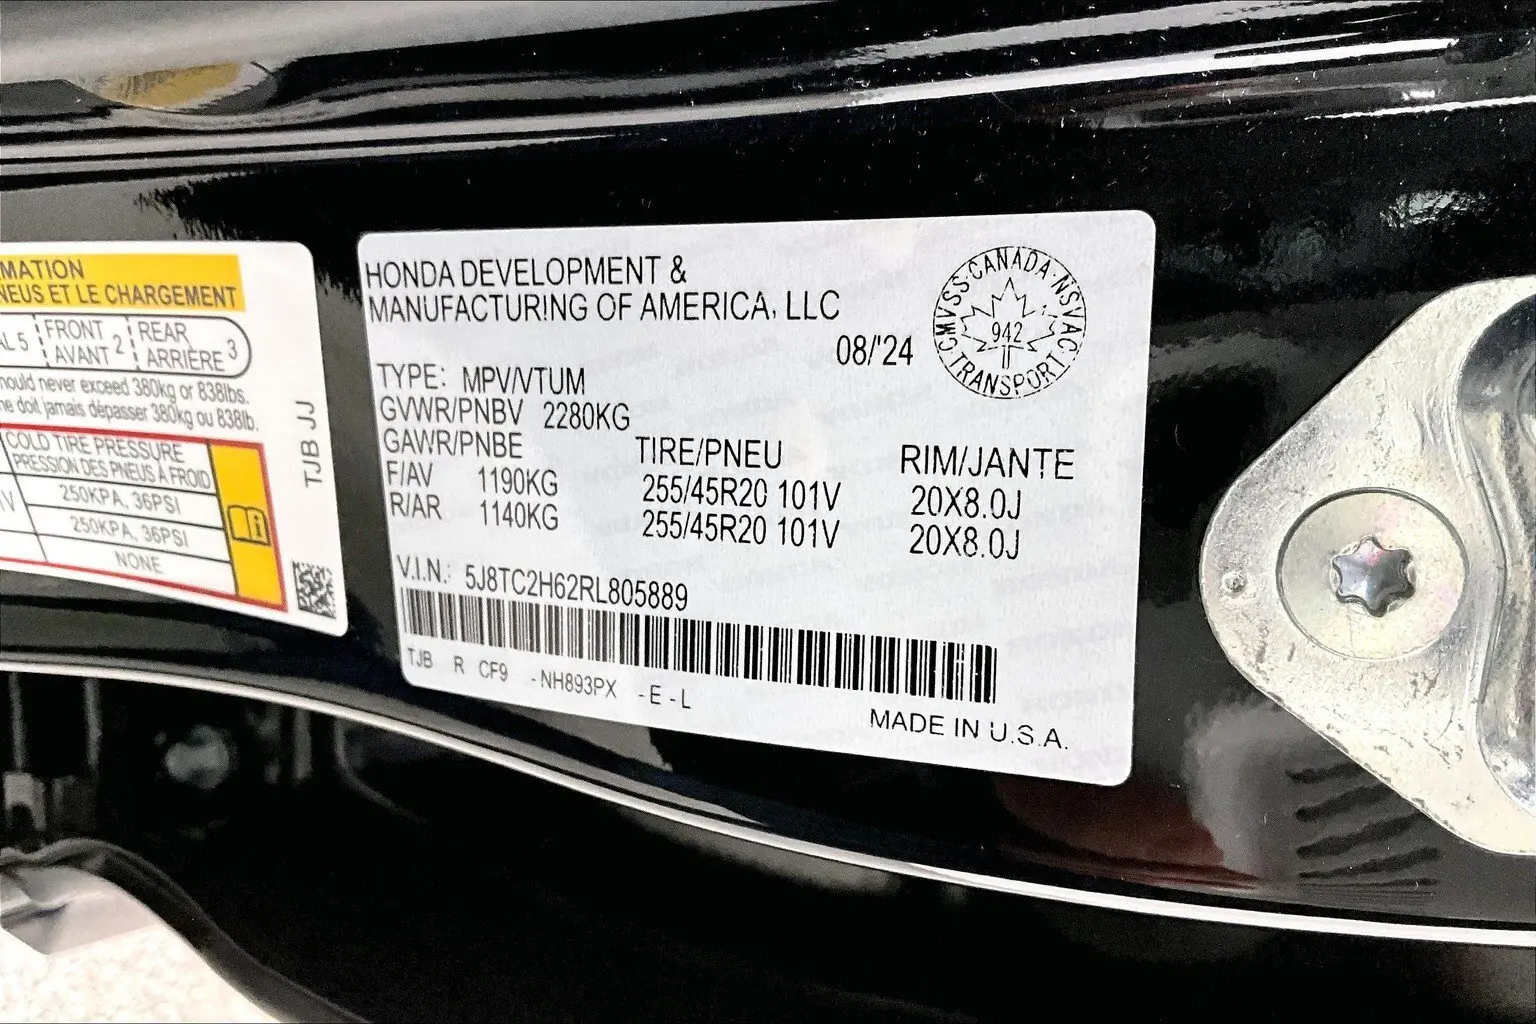 MATION
NEUS ET LE CHARGEMENT
AL 5 FRONT AVANT 2 REAR ARRIÈRE 3
ould never exceed 380kg or 838lbs.
ne doit jamais dépasser 380kg ou 838lb.
COLD TIRE PRESSURE
PRESSION DES PNEUS À FROID
250KPA, 36PSI
250KPA, 36PSI
NONE
TJB JJ
HONDA DEVELOPMENT &
MANUFACTURING OF AMERICA, LLC
08/'24
CMVSS·CANADA·NSVAC
942
·TRANSPORT·
TYPE: MPV/VTUM
GVWR/PNBV 2280KG
GAWR/PNBE TIRE/PNEU RIM/JANTE
F/AV 1190KG 255/45R20 101V 20X8.0J
R/AR 1140KG 255/45R20 101V 20X8.0J
V.I.N.: 5J8TC2H62RL805889
TJB R CF9 -NH893PX -E-L
MADE IN U.S.A.